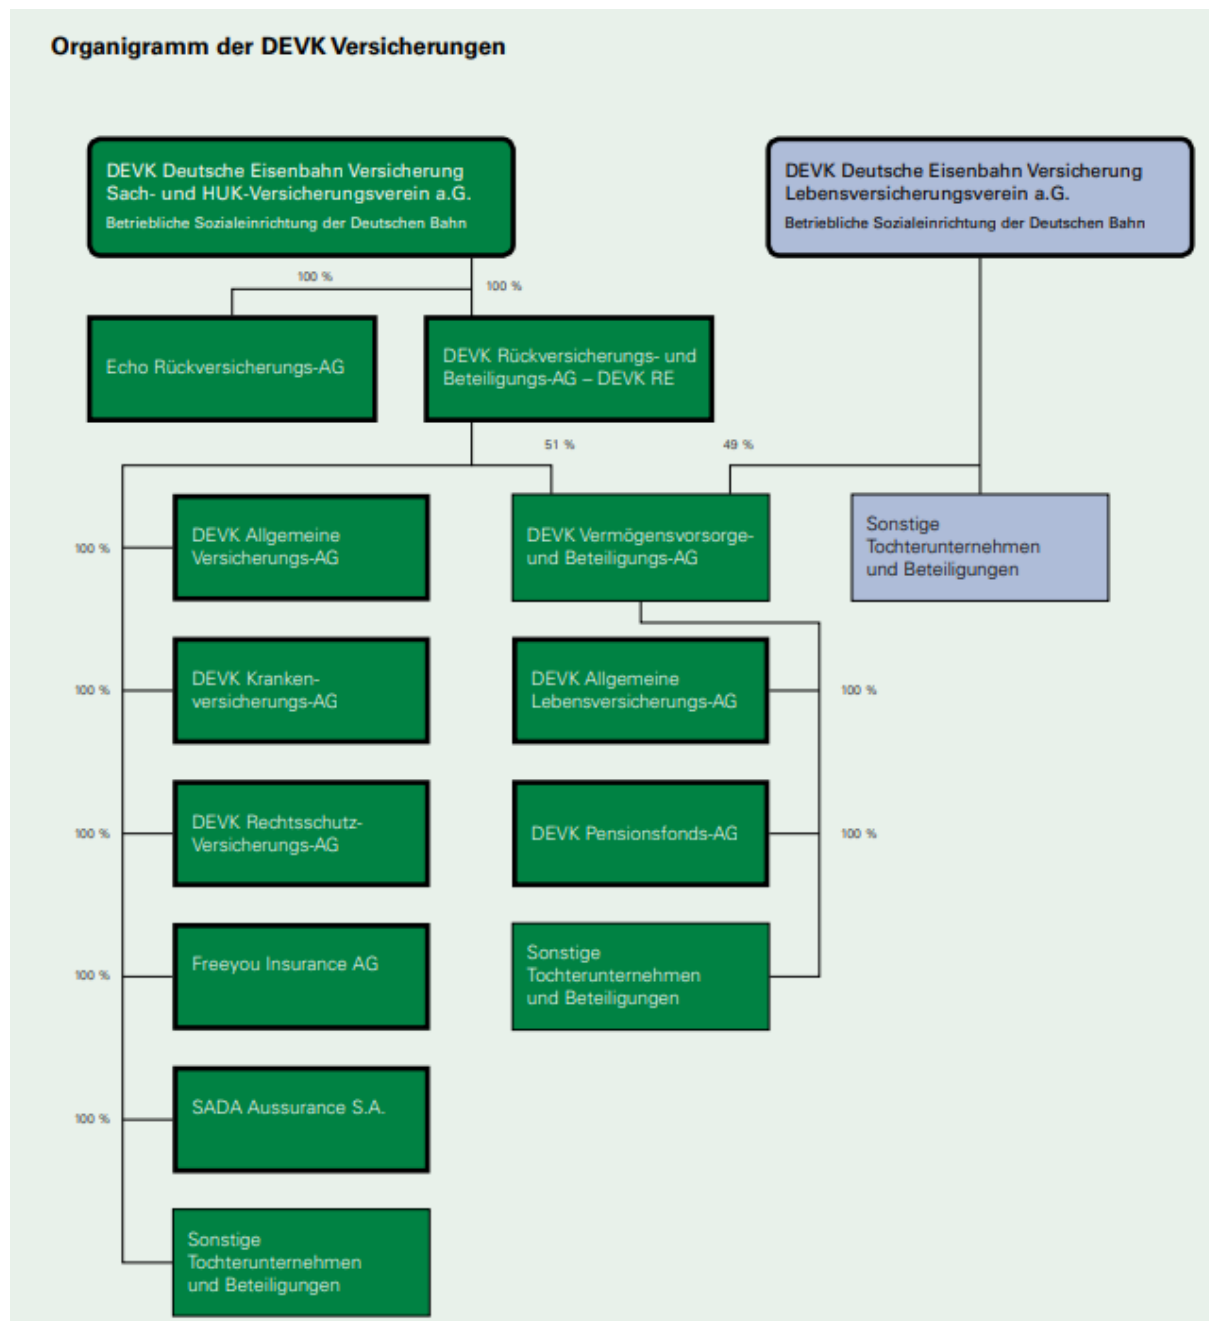 Organigramm der DEVK Versicherungen
DEVK Deutsche Eisenbahn Versicherung
Sach- und HUK-Versicherungsverein a.G.
Betriebliche Sozialeinrichtung der Deutschen Bahn
DEVK Deutsche Eisenbahn Versicherung
Lebensversicherungsverein a.G.
Betriebliche Sozialeinrichtung der Deutschen Bahn
100 %
100 %
Echo Rückversicherungs-AG
DEVK Rückversicherungs- und
Beteiligungs-AG – DEVK RE
51 %
49 %
100 %
DEVK Allgemeine
Versicherungs-AG
DEVK Vermögensvorsorge-
und Beteiligungs-AG
Sonstige
Tochterunternehmen
und Beteiligungen
100 %
DEVK Kranken-
versicherungs-AG
DEVK Allgemeine
Lebensversicherungs-AG
100 %
100 %
DEVK Rechtsschutz-
Versicherungs-AG
DEVK Pensionsfonds-AG
100 %
100 %
Freeyou Insurance AG
Sonstige
Tochterunternehmen
und Beteiligungen
100 %
SADA Aussurance S.A.
Sonstige
Tochterunternehmen
und Beteiligungen